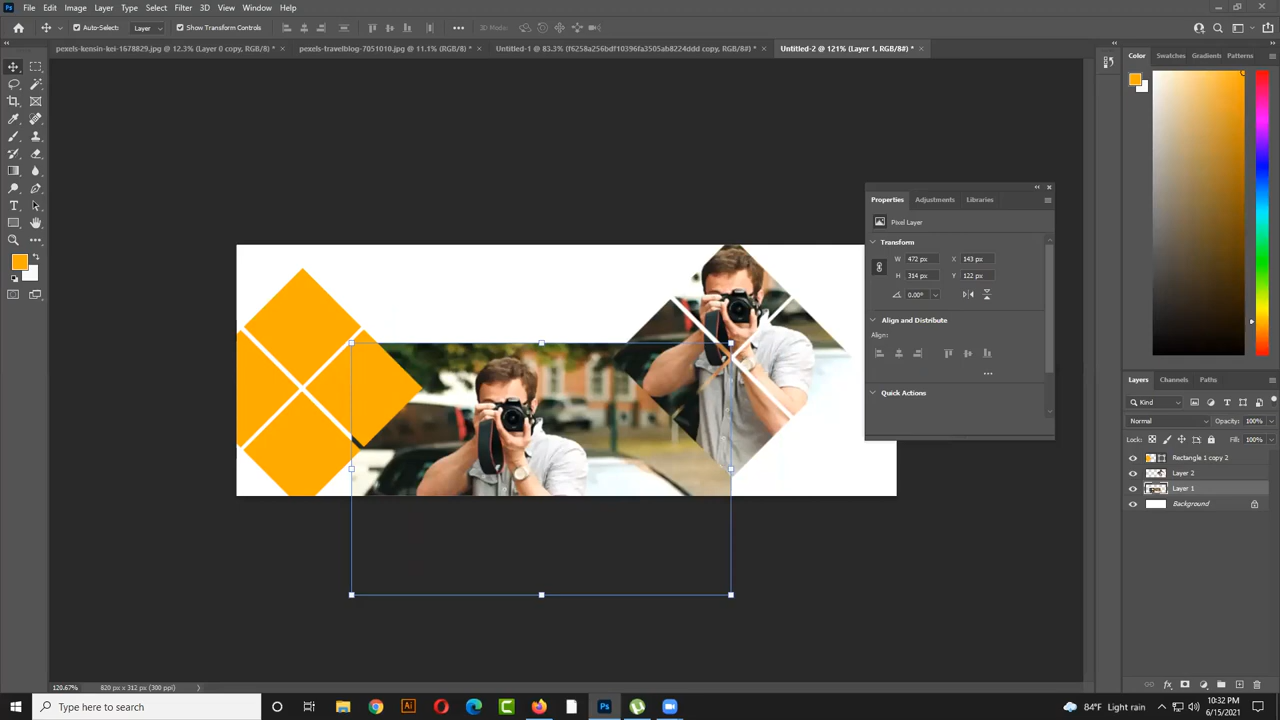 File Edit Image Layer Type Select Filter 3D View Plugins Window Help
Auto-Select: Layer Show Transform Controls 3D Mode:
pexels-kensin-kei-1678829.jpg @ 12.3% (Layer 0 copy, RGB/8) * × pexels-travelblog-7051010.jpg @ 11.1% (RGB/8) * × Untitled-1 @ 83.3% (f6258a256bdf10396fa3505ab8224ddd copy, RGB/8#) * × Untitled-2 @ 121% (Layer 1, RGB/8#) * ×
Color Swatches Gradients Patterns
Properties Adjustments Libraries
Pixel Layer
Transform
W 472 px X 143 px
H 314 px Y 122 px
0.00°
Align and Distribute
Align:
Quick Actions
Layers Channels Paths
Kind
Normal Opacity: 100%
Lock: Fill: 100%
Rectangle 1 copy 2
Layer 2
Layer 1
Background
120.67% 820 px x 312 px (300 ppi)
Type here to search
84°F Light rain
10:32 PM
6/15/2021